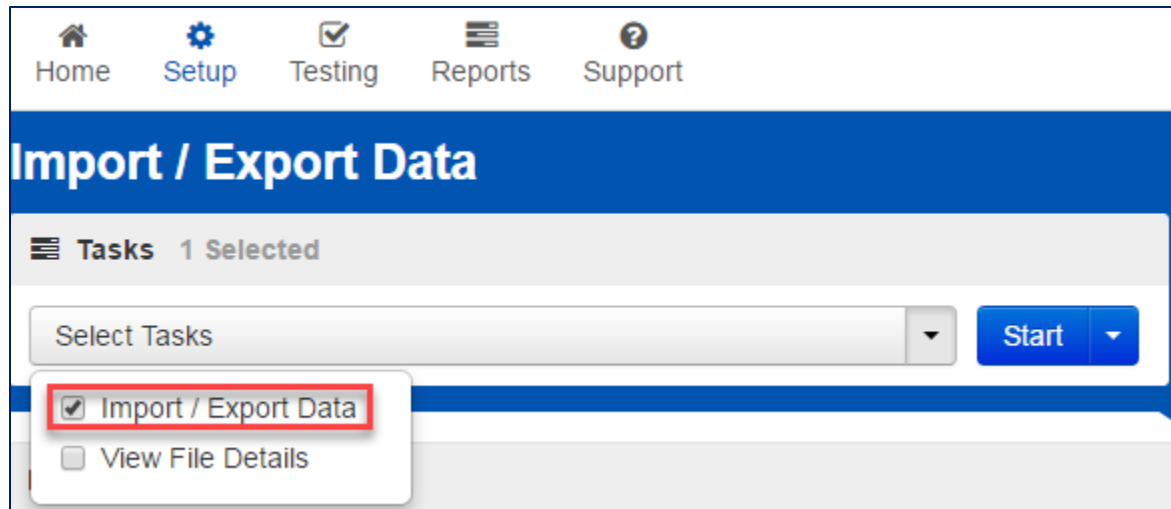 Home Setup Testing Reports Support
Import / Export Data
Tasks 1 Selected
Select Tasks Start
Import / Export Data
View File Details